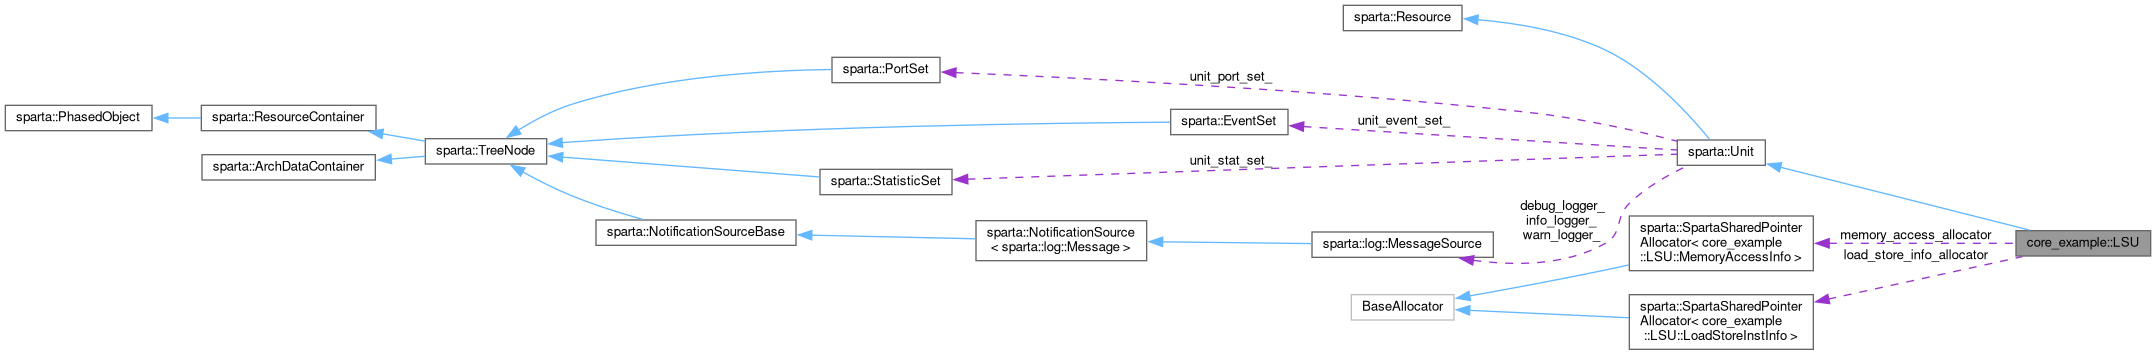 sparta::Resource
sparta::PortSet
unit_port_set_
sparta::PhasedObject
sparta::ResourceContainer
sparta::EventSet
unit_event_set_
sparta::TreeNode
sparta::Unit
sparta::ArchDataContainer
unit_stat_set_
sparta::StatisticSet
debug_logger_
info_logger_
warn_logger_
sparta::NotificationSourceBase
sparta::NotificationSource
< sparta::log::Message >
sparta::log::MessageSource
sparta::SpartaSharedPointer
Allocator< core_example
::LSU::MemoryAccessInfo >
memory_access_allocator
load_store_info_allocator
core_example::LSU
BaseAllocator
sparta::SpartaSharedPointer
Allocator< core_example
::LSU::LoadStoreInstInfo >